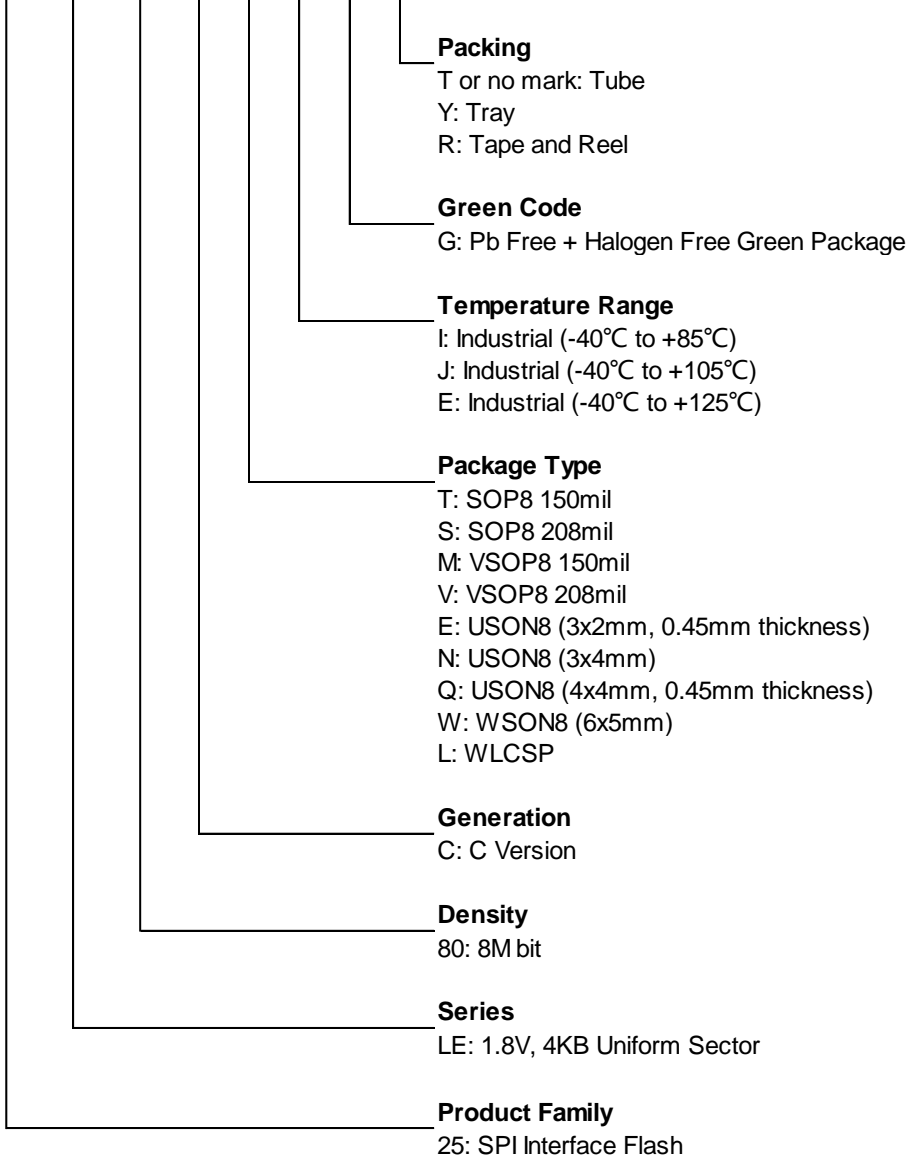 Packing
T or no mark: Tube
Y: Tray
R: Tape and Reel
Green Code
G: Pb Free + Halogen Free Green Package
Temperature Range
I: Industrial (-40℃ to +85℃)
J: Industrial (-40℃ to +105℃)
E: Industrial (-40℃ to +125℃)
Package Type
T: SOP8 150mil
S: SOP8 208mil
M: VSOP8 150mil
V: VSOP8 208mil
E: USON8 (3x2mm, 0.45mm thickness)
N: USON8 (3x4mm)
Q: USON8 (4x4mm, 0.45mm thickness)
W: WSON8 (6x5mm)
L: WLCSP
Generation
C: C Version
Density
80: 8M bit
Series
LE: 1.8V, 4KB Uniform Sector
Product Family
25: SPI Interface Flash